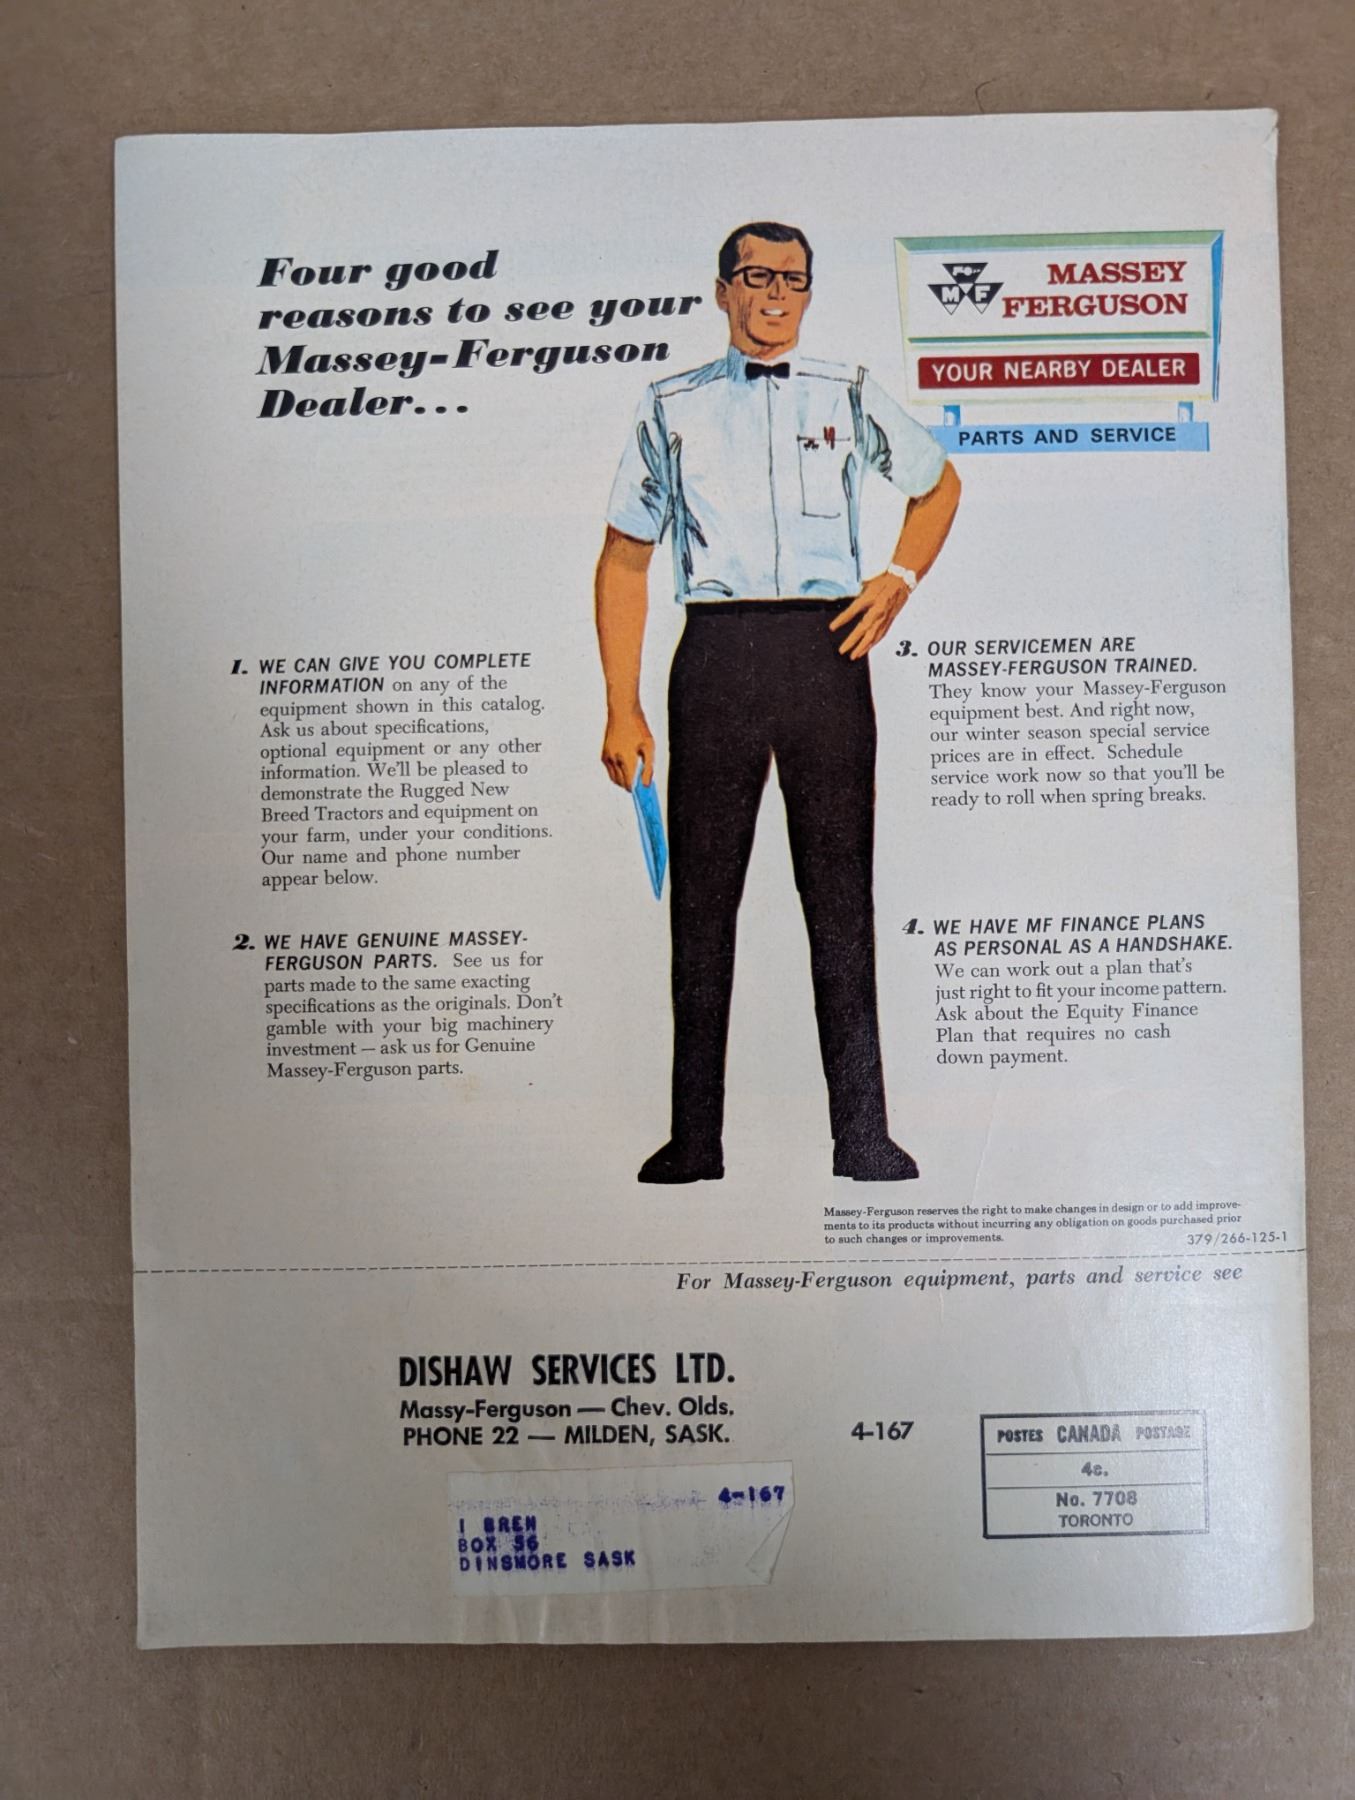 Four good
reasons to see your
Massey-Ferguson
Dealer...
MF
MASSEY
FERGUSON
YOUR NEARBY DEALER
PARTS AND SERVICE
1. WE CAN GIVE YOU COMPLETE
INFORMATION on any of the
equipment shown in this catalog.
Ask us about specifications,
optional equipment or any other
information. We'll be pleased to
demonstrate the Rugged New
Breed Tractors and equipment on
your farm, under your conditions.
Our name and phone number
appear below.
2. WE HAVE GENUINE MASSEY-
FERGUSON PARTS. See us for
parts made to the same exacting
specifications as the originals. Don't
gamble with your big machinery
investment — ask us for Genuine
Massey-Ferguson parts.
3. OUR SERVICEMEN ARE
MASSEY-FERGUSON TRAINED.
They know your Massey-Ferguson
equipment best. And right now,
our winter season special service
prices are in effect. Schedule
service work now so that you'll be
ready to roll when spring breaks.
4. WE HAVE MF FINANCE PLANS
AS PERSONAL AS A HANDSHAKE.
We can work out a plan that's
just right to fit your income pattern.
Ask about the Equity Finance
Plan that requires no cash
down payment.
Massey-Ferguson reserves the right to make changes in design or to add improve-
ments to its products without incurring any obligation on goods purchased prior
to such changes or improvements.
379/266-125-1
For Massey-Ferguson equipment, parts and service see
DISHAW SERVICES LTD.
Massy-Ferguson — Chev. Olds.
PHONE 22 — MILDEN, SASK.
4-167
POSTES CANADA POSTAGE
4c.
No. 7708
TORONTO
4-167
I BREN
BOX 56
DINSMORE SASK